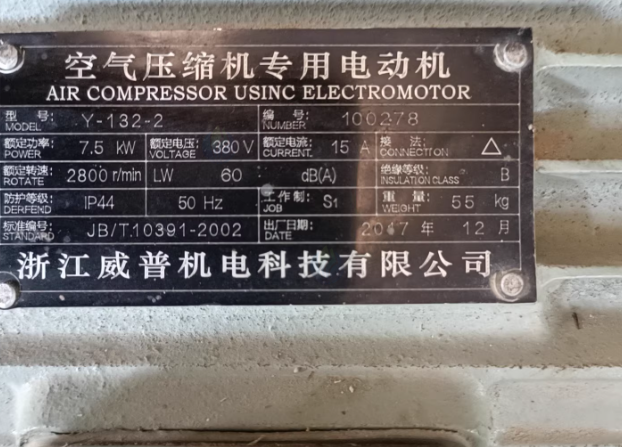 空气压缩机专用电动机
AIR COMPRESSOR USINC ELECTROMOTOR
型 号: MODEL Y-132-2 编 号: NUMBER 100278
额定功率: POWER 7.5 kW 额定电压: VOLTAGE 380 V 额定电流: CURRENT 15 A 接 法: CONNECTION △
额定转速: ROTATE 2800 r/min LW 60 dB(A) 绝缘等级: INSULATION CLASS B
防护等级: DERFEND IP44 50 Hz 工作制: JOB S1 重 量: WEIGHT 55 kg
标准编号: STANDARD JB/T10391-2002 出厂日期: DATE 2017 年 12 月
浙江威普机电科技有限公司